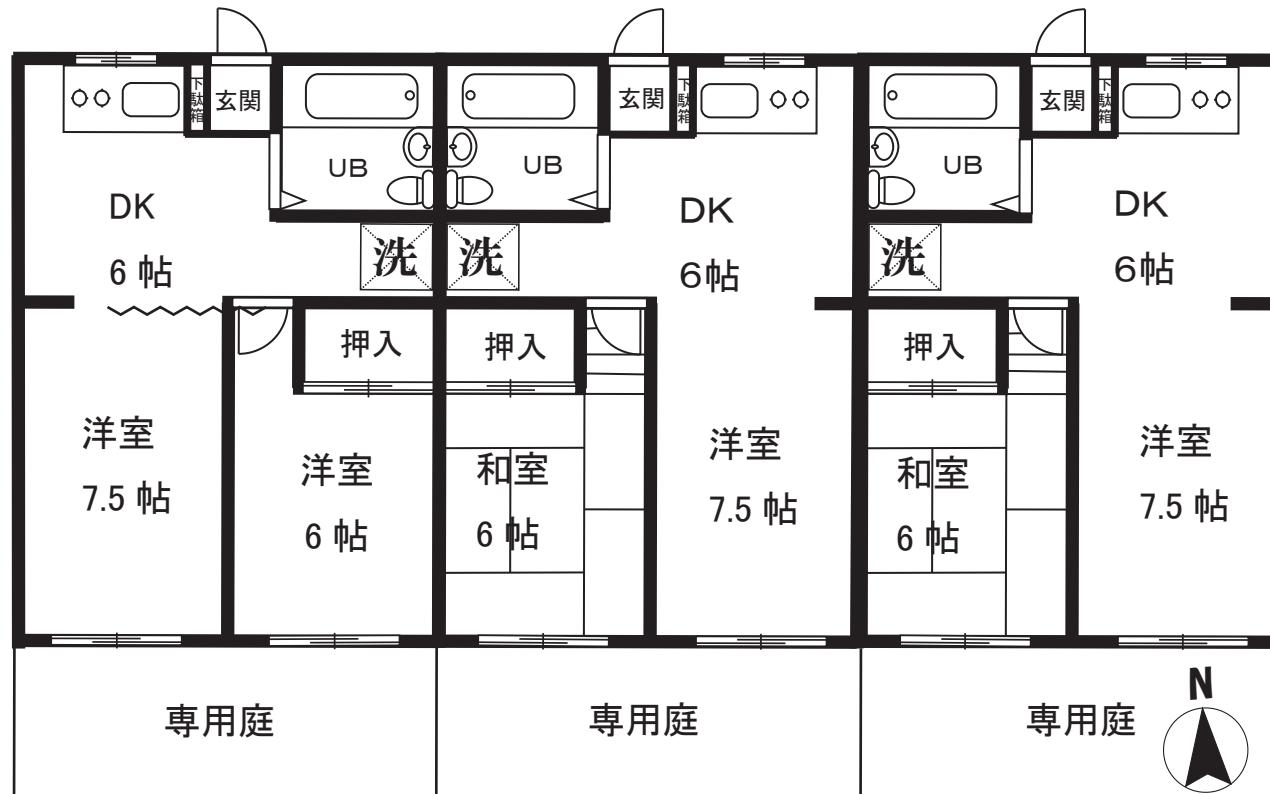 下駄箱
玄関
UB
DK
6 帖
洗
押入
洋室
7.5 帖
洋室
6 帖
専用庭
玄関
下駄箱
UB
DK
6帖
洗
押入
和室
6 帖
洋室
7.5 帖
専用庭
玄関
下駄箱
UB
DK
6帖
洗
押入
和室
6 帖
洋室
7.5 帖
専用庭
N